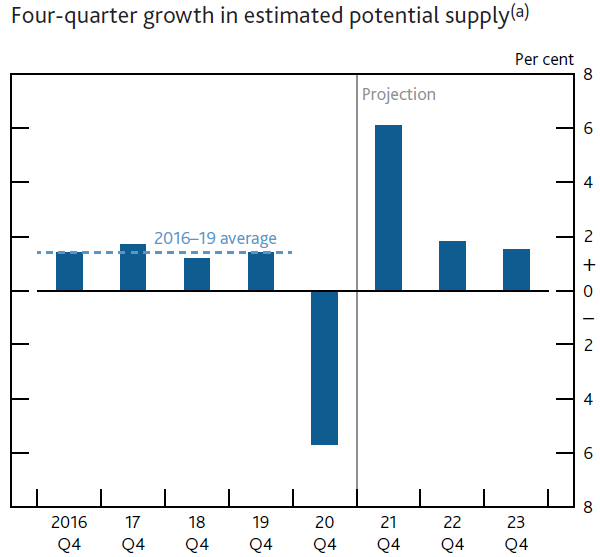 Four-quarter growth in estimated potential supply(a)
Per cent
Projection
2016–19 average
8
6
4
2
+
0
–
2
4
6
8
2016 17 18 19 20 21 22 23
Q4 Q4 Q4 Q4 Q4 Q4 Q4 Q4